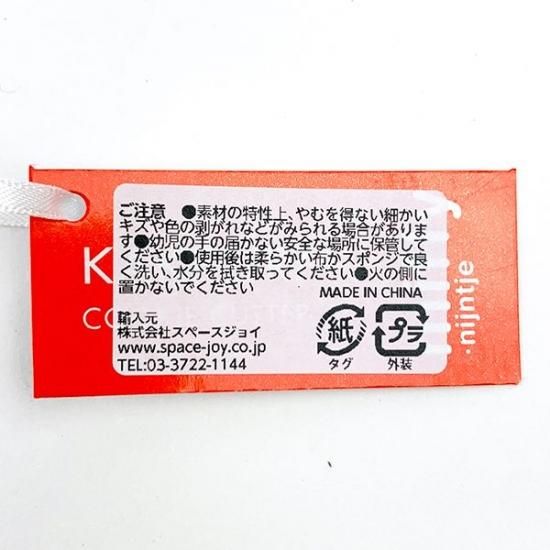 ご注意 ●素材の特性上、やむを得ない細かい
キズや色の剥がれなどがみられる場合がありま
す●幼児の手の届かない安全な場所に保管して
ください●使用後は柔らかい布かスポンジで良
く洗い、水分を拭き取ってください●火の側に
置かないでください
MADE IN CHINA
輸入元
株式会社スペースジョイ
www.space-joy.co.jp
TEL:03-3722-1144
紙
タグ
プラ
外装
nijntje